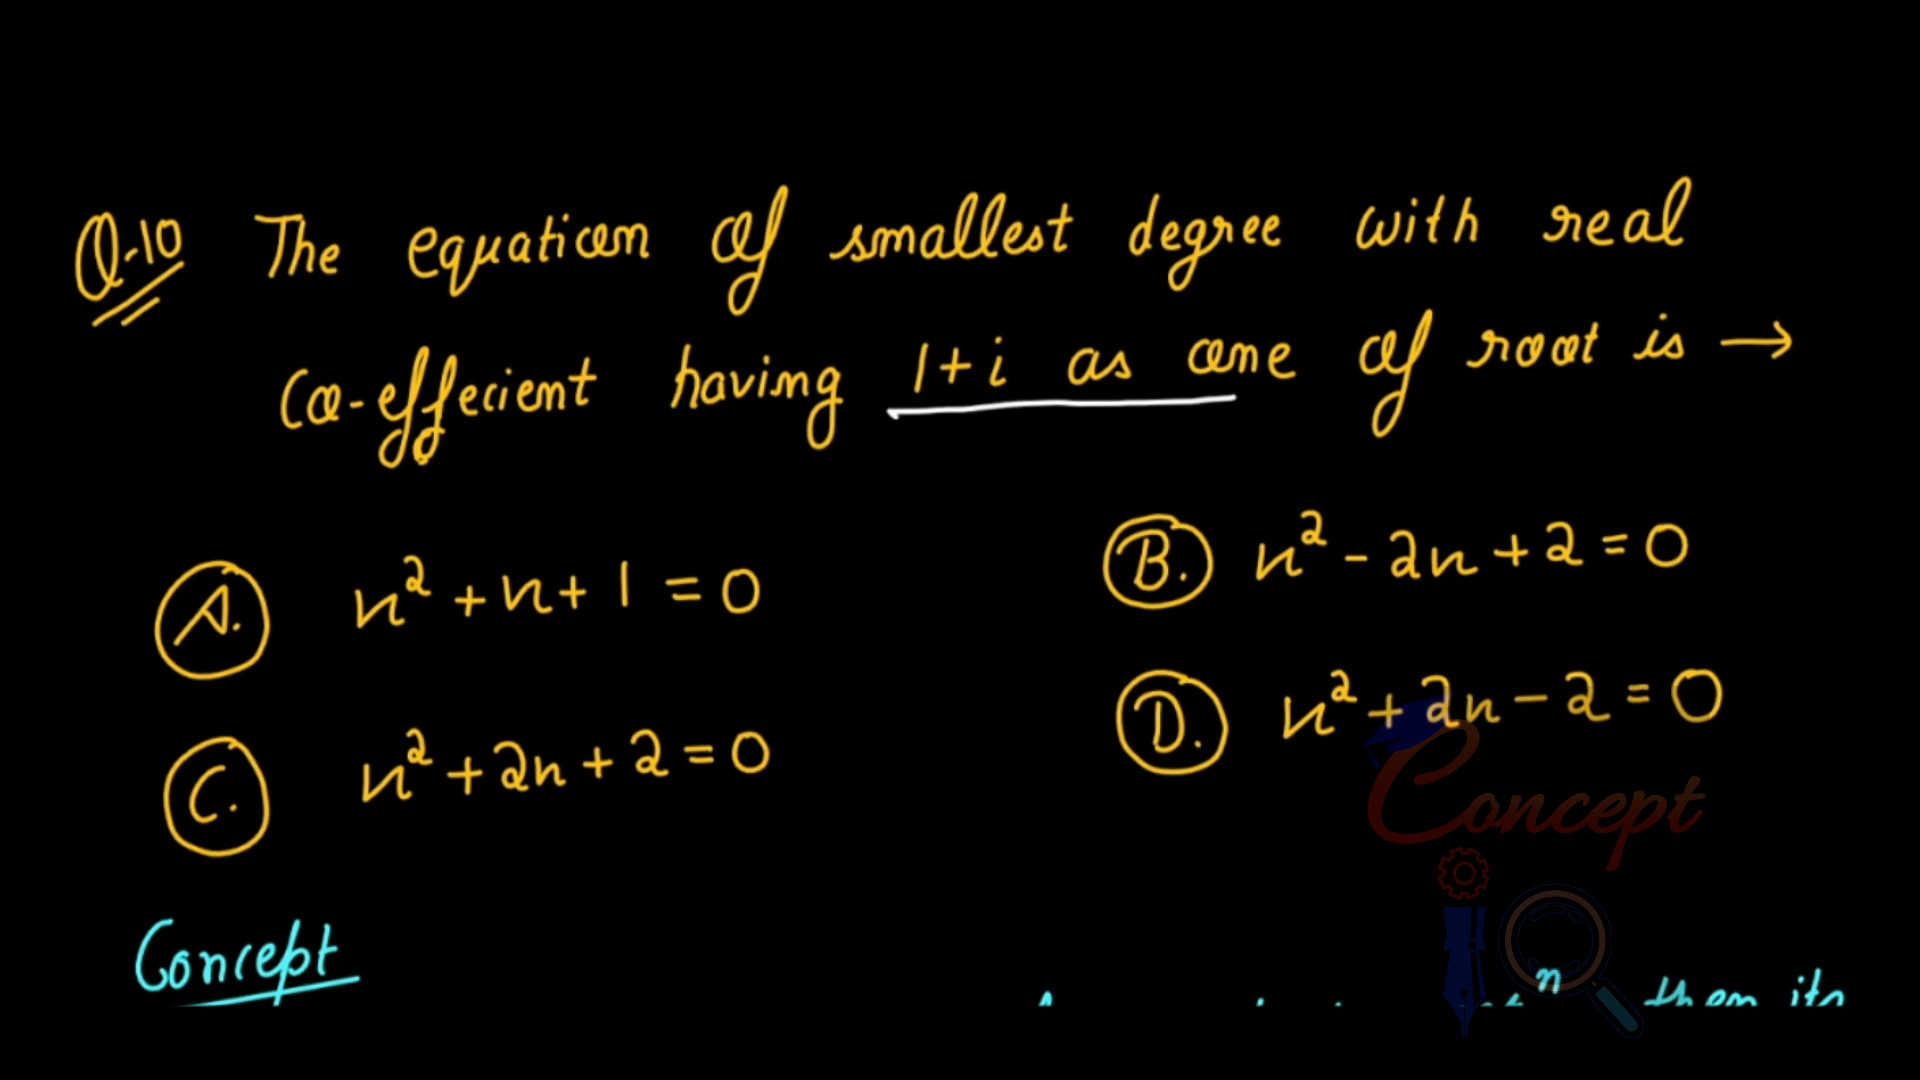 Q.10 The equation of smallest degree with real
Co-effecient having 1+i as one of root is →
A. x² + x + 1 = 0
B. x² - 2x + 2 = 0
C. x² + 2x + 2 = 0
D. x² + 2x - 2 = 0
Concept
Concept
n then its